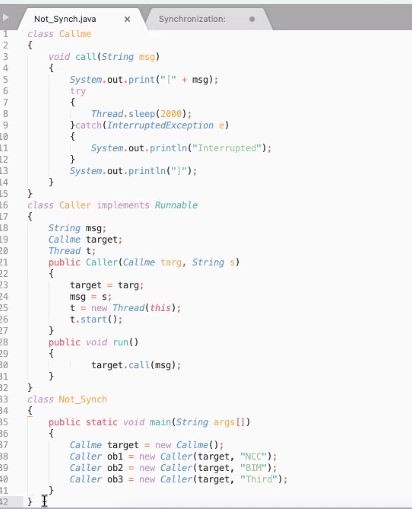 Not_Synch.java × Synchronization: •
1 class Callme
2 {
3 void call(String msg)
4 {
5 System.out.print("[" + msg);
6 try
7 {
8 Thread.sleep(2000);
9 }catch(InterruptedException e)
10 {
11 System.out.println("Interrupted");
12 }
13 System.out.println("]");
14 }
15 }
16 class Caller implements Runnable
17 {
18 String msg;
19 Callme target;
20 Thread t;
21 public Caller(Callme targ, String s)
22 {
23 target = targ;
24 msg = s;
25 t = new Thread(this);
26 t.start();
27 }
28 public void run()
29 {
30 target.call(msg);
31 }
32 }
33 class Not_Synch
34 {
35 public static void main(String args[])
36 {
37 Callme target = new Callme();
38 Caller ob1 = new Caller(target, "NCC");
39 Caller ob2 = new Caller(target, "BIM");
40 Caller ob3 = new Caller(target, "Third");
41 }
42 }